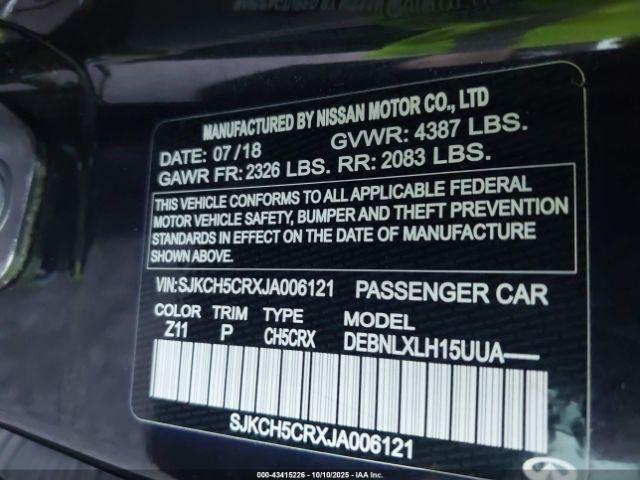 MANUFACTURED BY NISSAN MOTOR CO., LTD
DATE: 07/18 GVWR: 4387 LBS.
GAWR FR: 2326 LBS. RR: 2083 LBS.
THIS VEHICLE CONFORMS TO ALL APPLICABLE FEDERAL
MOTOR VEHICLE SAFETY, BUMPER AND THEFT PREVENTION
STANDARDS IN EFFECT ON THE DATE OF MANUFACTURE
SHOWN ABOVE.
VIN:SJKCH5CRXJA006121 PASSENGER CAR
COLOR TRIM TYPE MODEL
Z11 P CH5CRX DEBNLXLH15UUA—
SJKCH5CRXJA006121
000-43415226 - 10/10/2025 - IAA Inc.